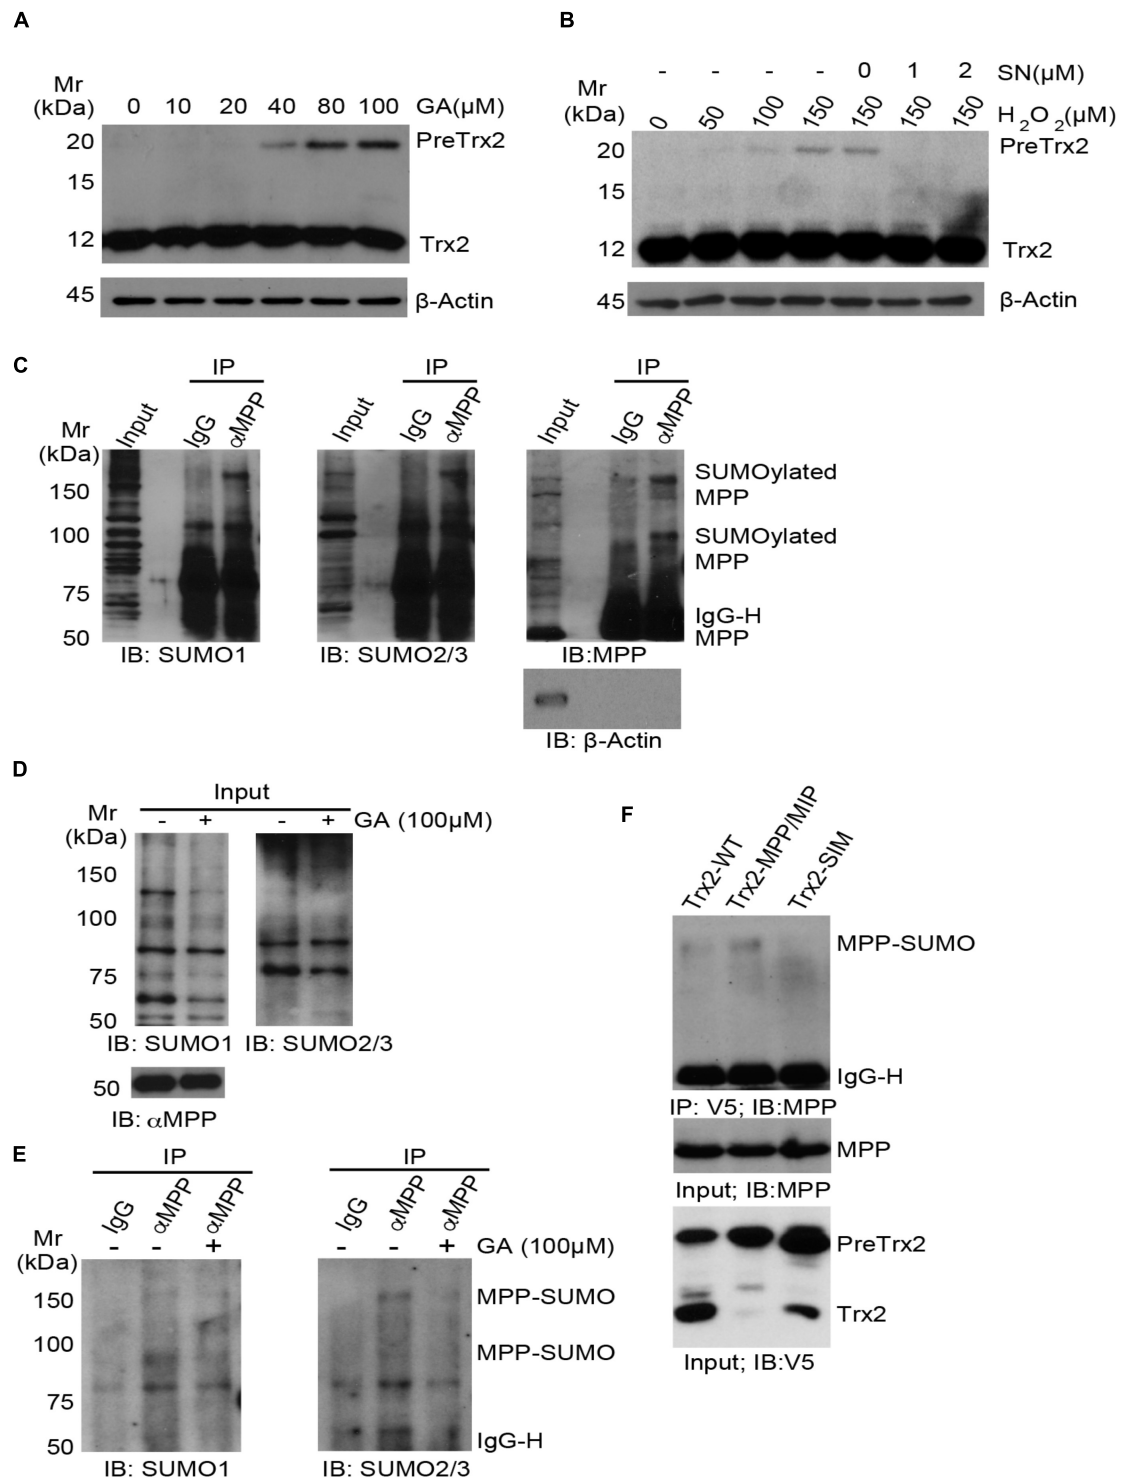 A
Mr
(kDa)
0 10 20 40 80 100 GA(μM)
20 PreTrx2
15
12 Trx2
45 β-Actin
B
- - - - 0 1 2 SN(μM)
Mr
(kDa)
0 50 100 150 150 150 150 H2O2(μM)
20 PreTrx2
15
12 Trx2
45 β-Actin
C
IP IP IP
Input IgG αMPP Input IgG αMPP Input IgG αMPP
Mr
(kDa)
150
100
75
50
SUMOylated
MPP
SUMOylated
MPP
IgG-H
MPP
IB: SUMO1 IB: SUMO2/3 IB:MPP
IB: β-Actin
D
Input
Mr
(kDa)
- + - + GA (100μM)
150
100
75
50
IB: SUMO1 IB: SUMO2/3
50
IB: αMPP
E
IP IP
IgG αMPP αMPP IgG αMPP αMPP
Mr
(kDa)
- - + - - + GA (100μM)
150 MPP-SUMO
100 MPP-SUMO
75
50 IgG-H
IB: SUMO1 IB: SUMO2/3
F
Trx2-WT Trx2-MPP/MIP Trx2-SIM
MPP-SUMO
IgG-H
IP: V5; IB:MPP
MPP
Input; IB:MPP
PreTrx2
Trx2
Input; IB:V5